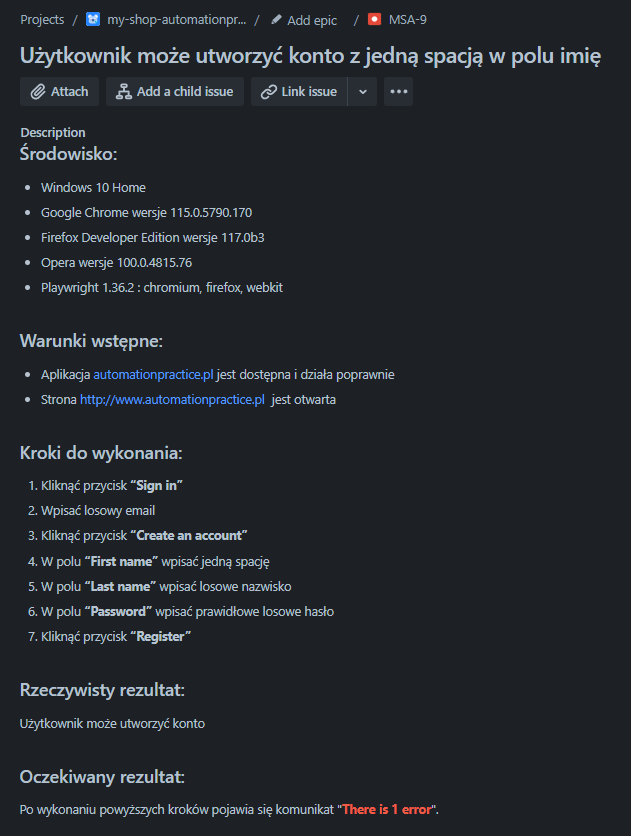 Projects / my-shop-automationpr... / Add epic / MSA-9
Użytkownik może utworzyć konto z jedną spacją w polu imię
Attach Add a child issue Link issue
Description
Środowisko:
• Windows 10 Home
• Google Chrome wersje 115.0.5790.170
• Firefox Developer Edition wersje 117.0b3
• Opera wersje 100.0.4815.76
• Playwright 1.36.2 : chromium, firefox, webkit
Warunki wstępne:
• Aplikacja automationpractice.pl jest dostępna i działa poprawnie
• Strona http://www.automationpractice.pl jest otwarta
Kroki do wykonania:
1. Kliknąć przycisk “Sign in”
2. Wpisać losowy email
3. Kliknąć przycisk “Create an account”
4. W polu “First name” wpisać jedną spację
5. W polu “Last name” wpisać losowe nazwisko
6. W polu “Password” wpisać prawidłowe losowe hasło
7. Kliknąć przycisk “Register”
Rzeczywisty rezultat:
Użytkownik może utworzyć konto
Oczekiwany rezultat:
Po wykonaniu powyższych kroków pojawia się komunikat "There is 1 error".